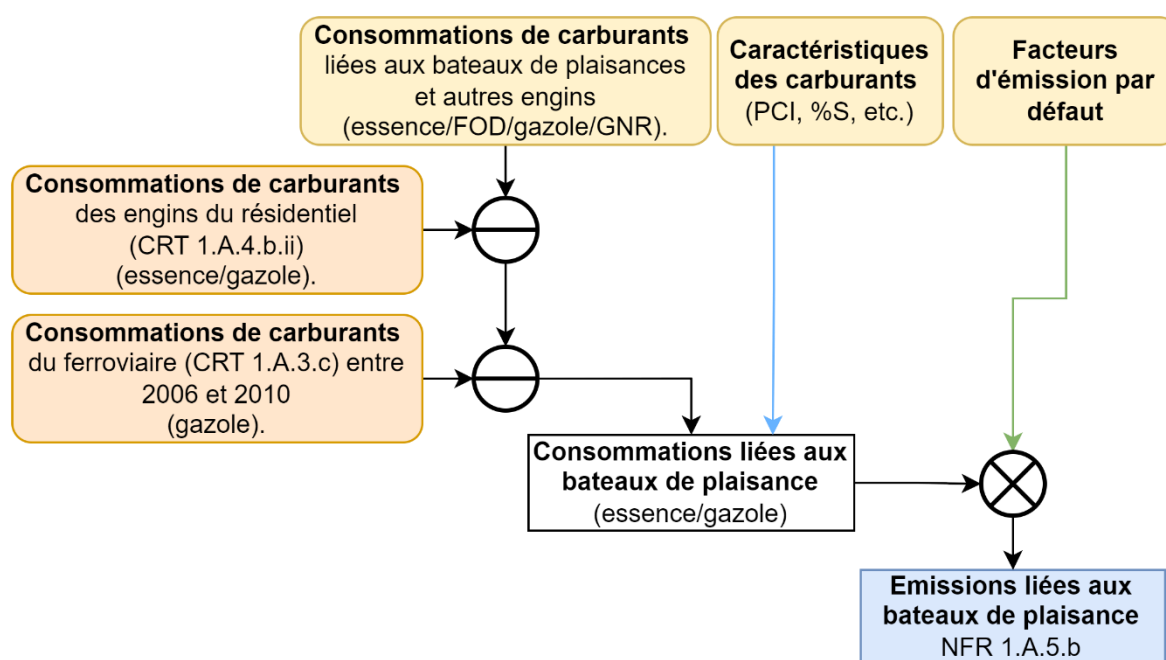 Consommations de carburants
liées aux bateaux de plaisances
et autres engins
(essence/FOD/gazole/GNR).
Caractéristiques
des carburants
(PCI, %S, etc.)
Facteurs
d'émission par
défaut
Consommations de carburants
des engins du résidentiel
(CRT 1.A.4.b.ii)
(essence/gazole).
Consommations de carburants
du ferroviaire (CRT 1.A.3.c) entre
2006 et 2010
(gazole).
Consommations liées aux
bateaux de plaisance
(essence/gazole)
Emissions liées aux
bateaux de plaisance
NFR 1.A.5.b